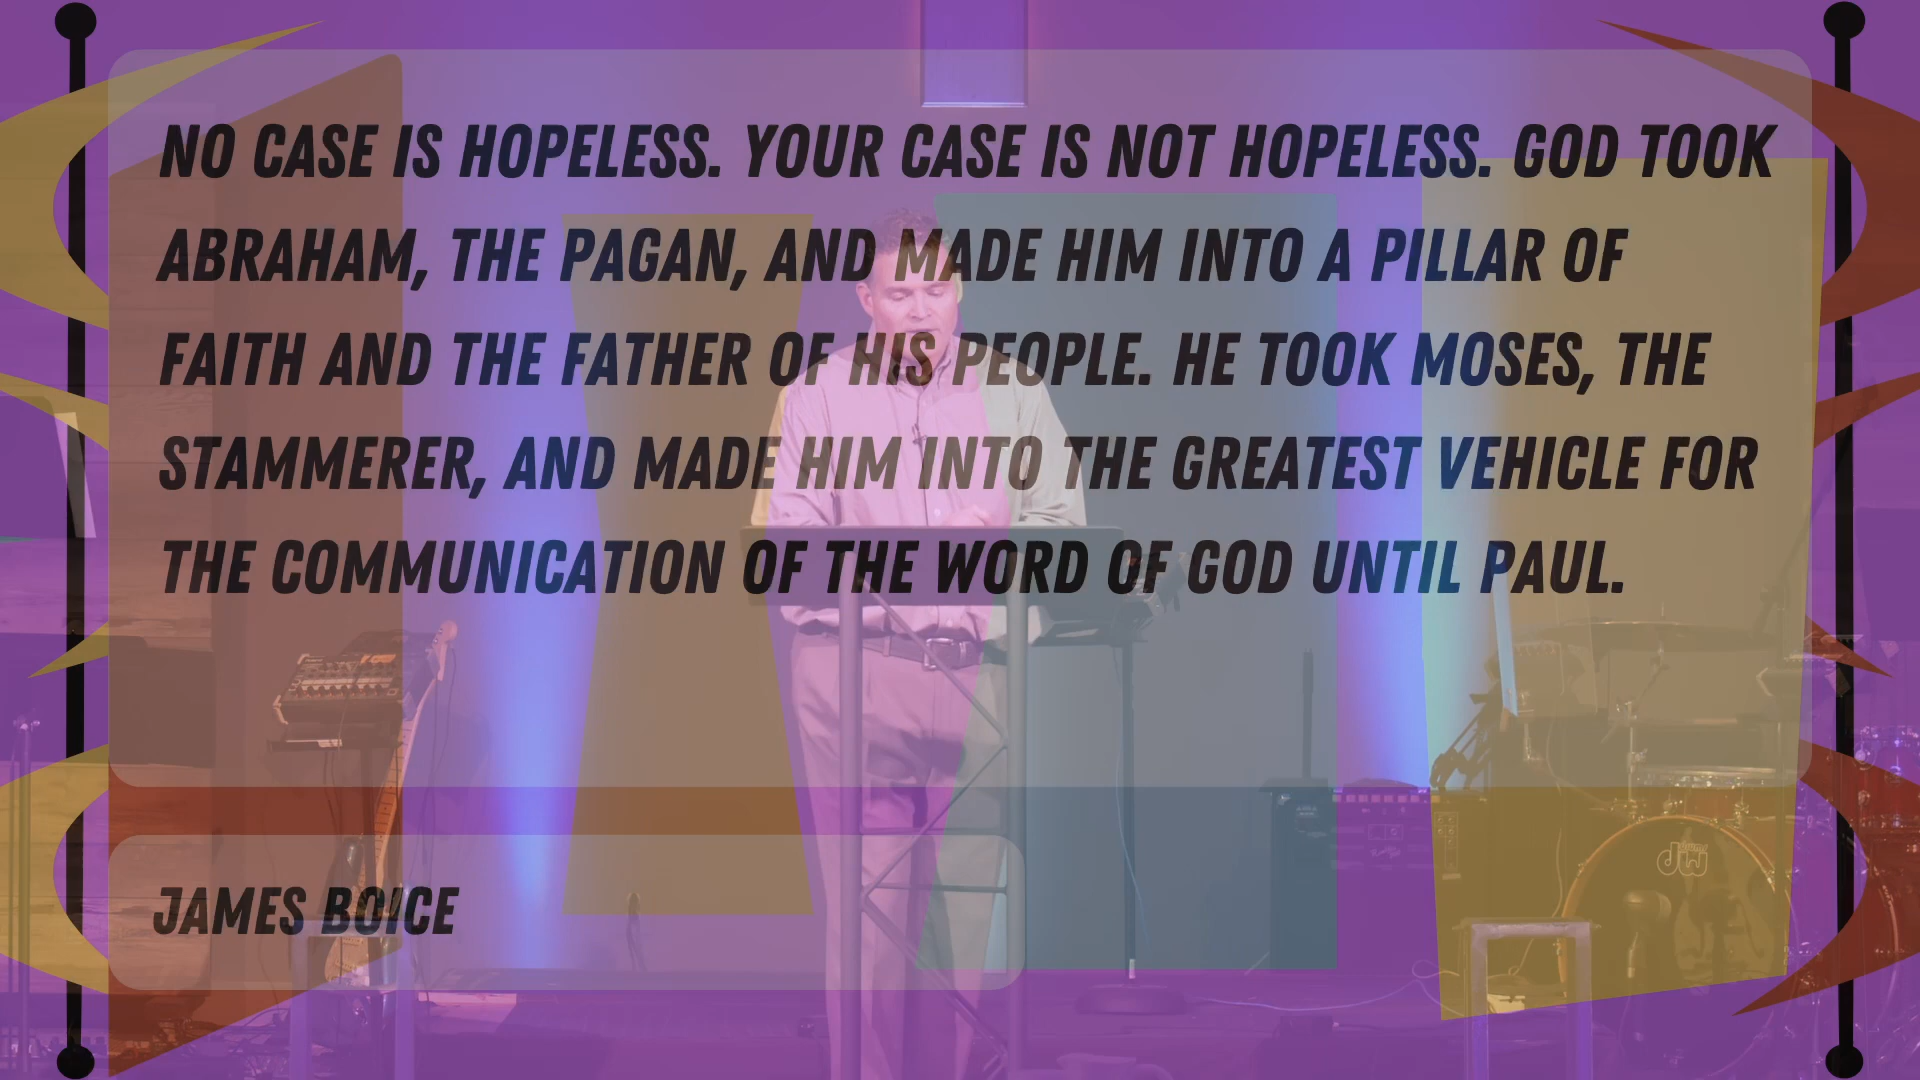 NO CASE IS HOPELESS. YOUR CASE IS NOT HOPELESS. GOD TOOK
ABRAHAM, THE PAGAN, AND MADE HIM INTO A PILLAR OF
FAITH AND THE FATHER OF HIS PEOPLE. HE TOOK MOSES, THE
STAMMERER, AND MADE HIM INTO THE GREATEST VEHICLE FOR
THE COMMUNICATION OF THE WORD OF GOD UNTIL PAUL.
JAMES BOICE
dw
drums